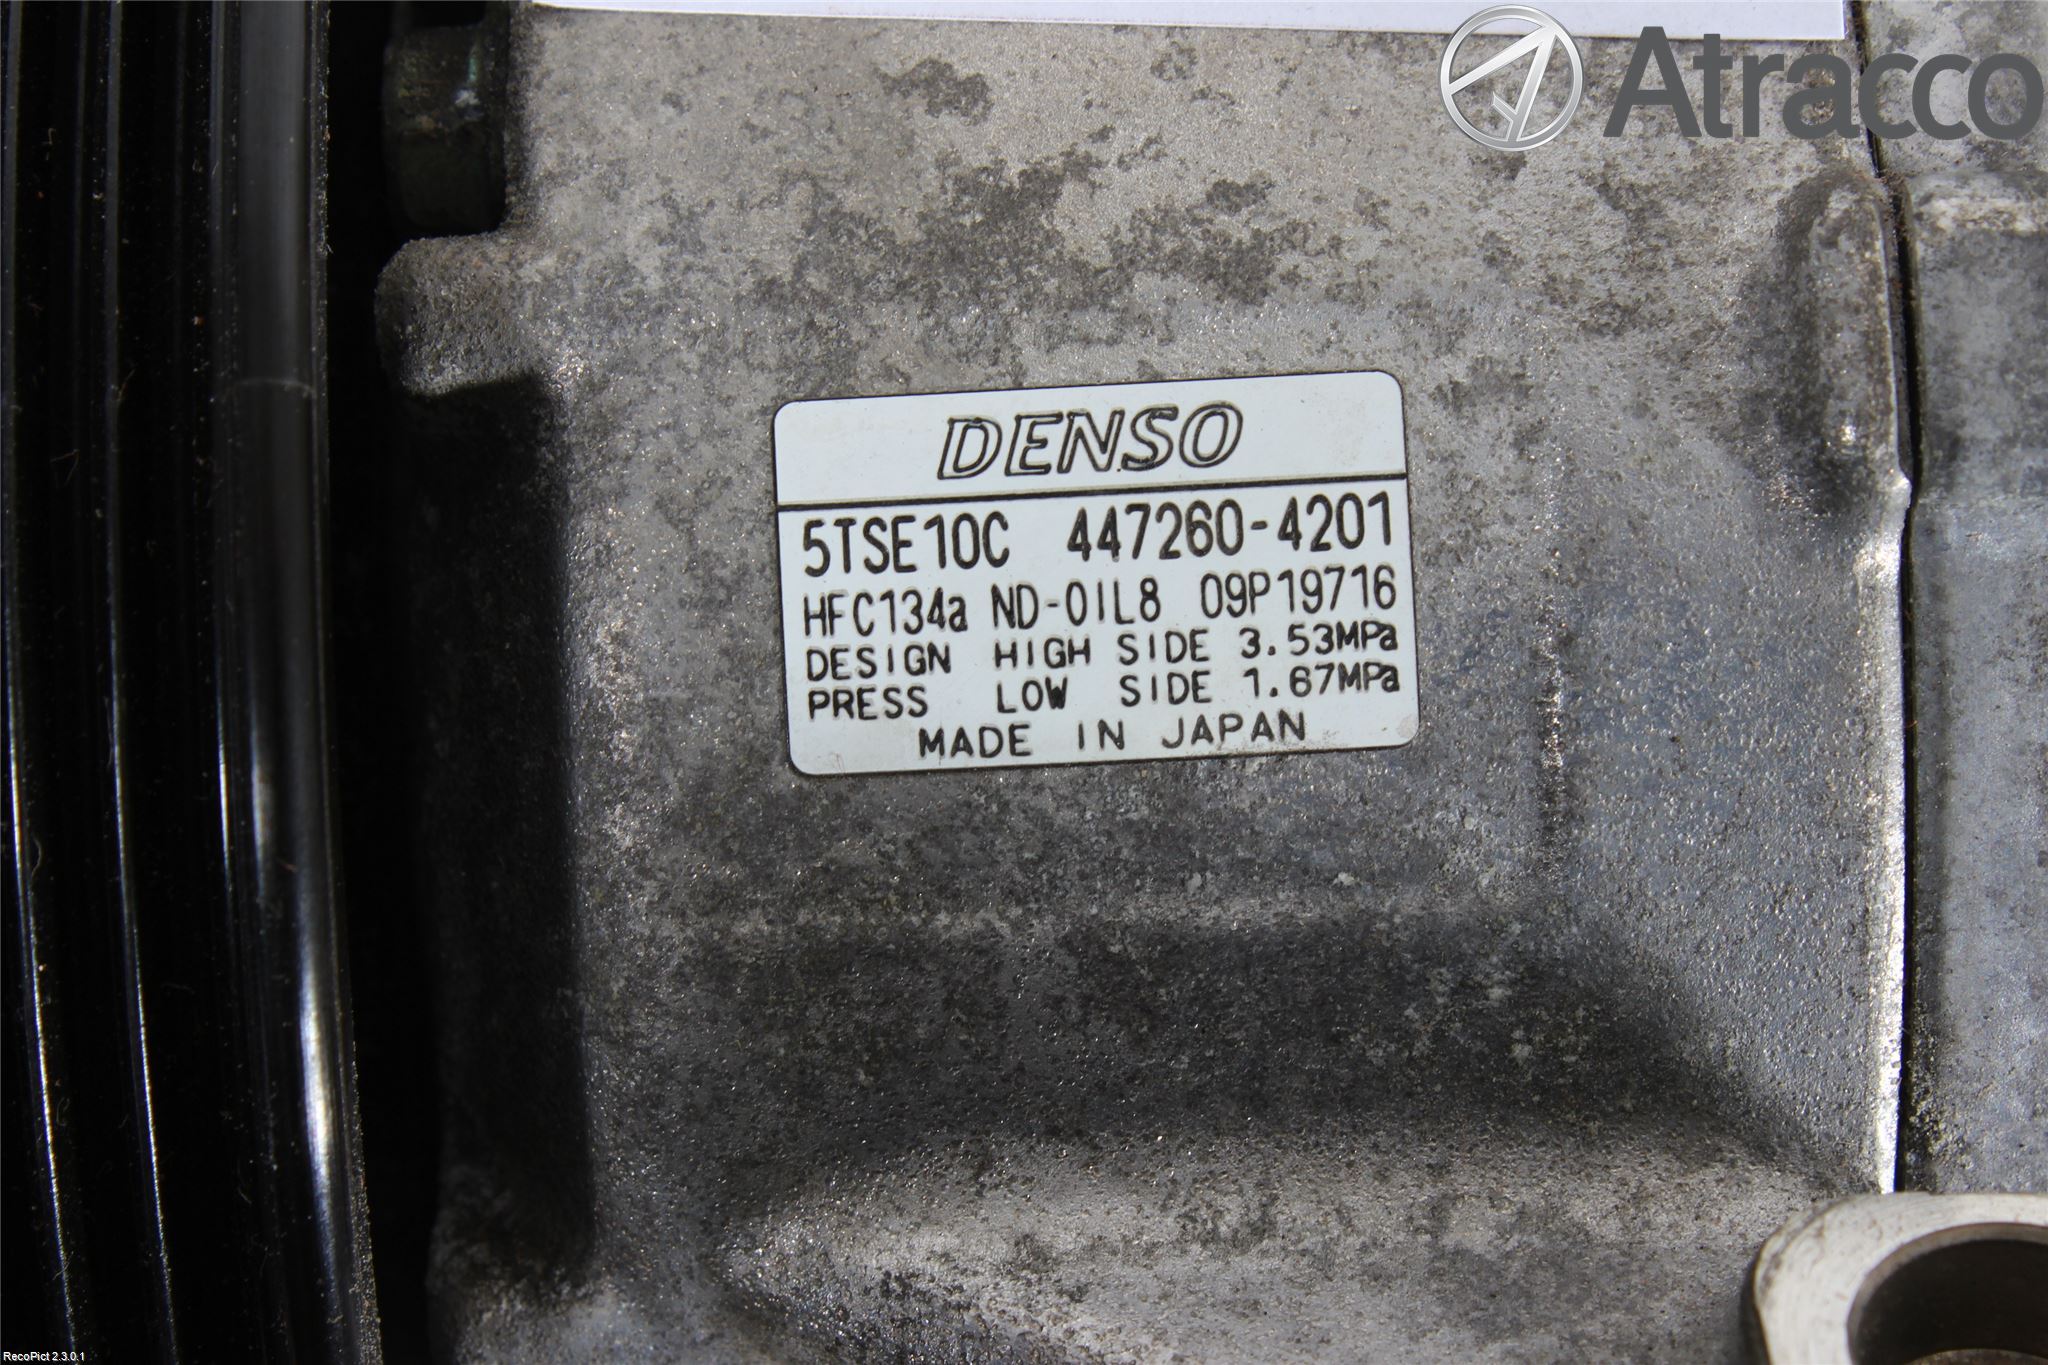 Atracco
DENSO
5TSE10C 447260-4201
HFC134a ND-OIL8 09P19716
DESIGN HIGH SIDE 3.53MPa
PRESS LOW SIDE 1.67MPa
MADE IN JAPAN
RecoPict 2.3.0.1